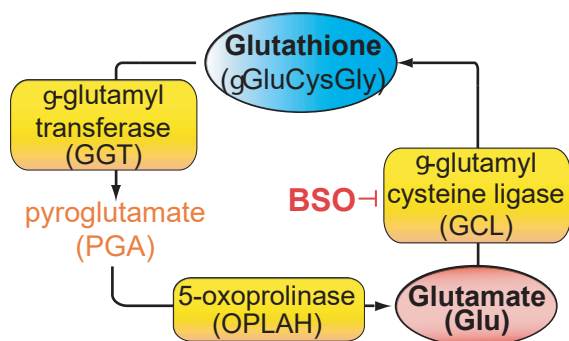 Glutathione
(gGluCysGly)
g-glutamyl
transferase
(GGT)
pyroglutamate
(PGA)
5-oxoprolinase
(OPLAH)
Glutamate
(Glu)
BSO
g-glutamyl
cysteine ligase
(GCL)